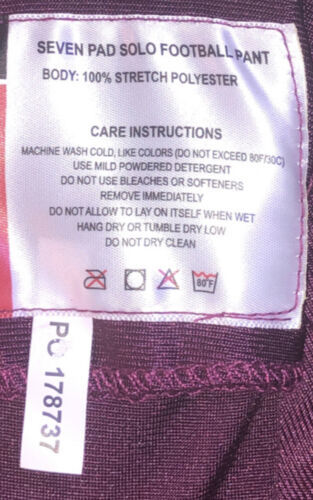 SEVEN PAD SOLO FOOTBALL PANT
BODY: 100% STRETCH POLYESTER
CARE INSTRUCTIONS
MACHINE WASH COLD, LIKE COLORS (DO NOT EXCEED 80F/30C)
USE MILD POWDERED DETERGENT
DO NOT USE BLEACHES OR SOFTENERS
REMOVE IMMEDIATELY
DO NOT ALLOW TO LAY ON ITSELF WHEN WET
HANG DRY OR TUMBLE DRY LOW
DO NOT DRY CLEAN
80°F
PO 178737